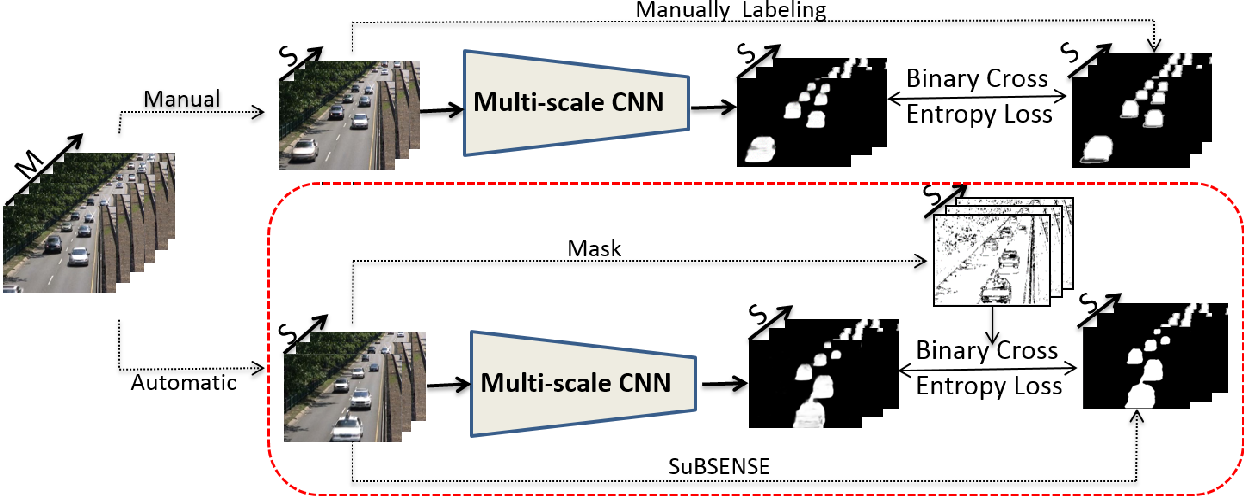 Manually Labeling
S
Multi-scale CNN
S
Binary Cross
Entropy Loss
S
Manual
M
Automatic
S
Mask
S
Multi-scale CNN
S
Binary Cross
Entropy Loss
S
SuBSENSE